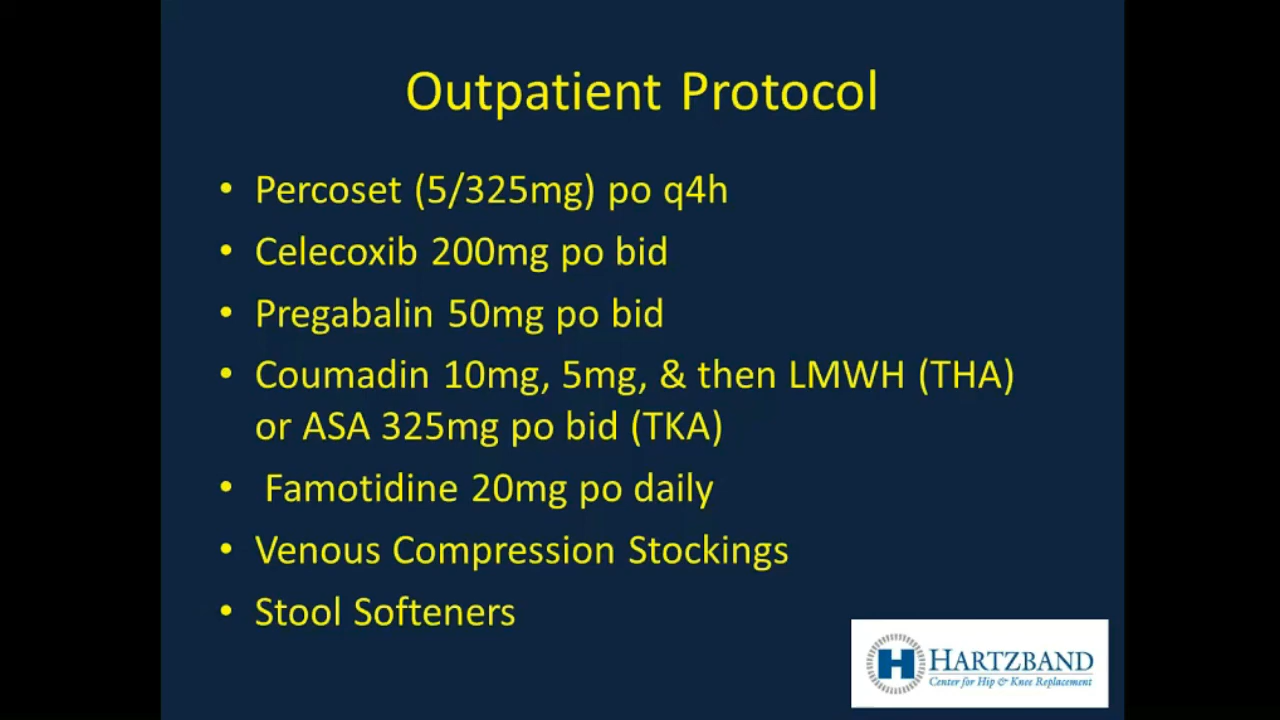 Outpatient Protocol
• Percoset (5/325mg) po q4h
• Celecoxib 200mg po bid
• Pregabalin 50mg po bid
• Coumadin 10mg, 5mg, & then LMWH (THA)
or ASA 325mg po bid (TKA)
• Famotidine 20mg po daily
• Venous Compression Stockings
• Stool Softeners
H HARTZBAND
Center for Hip & Knee Replacement